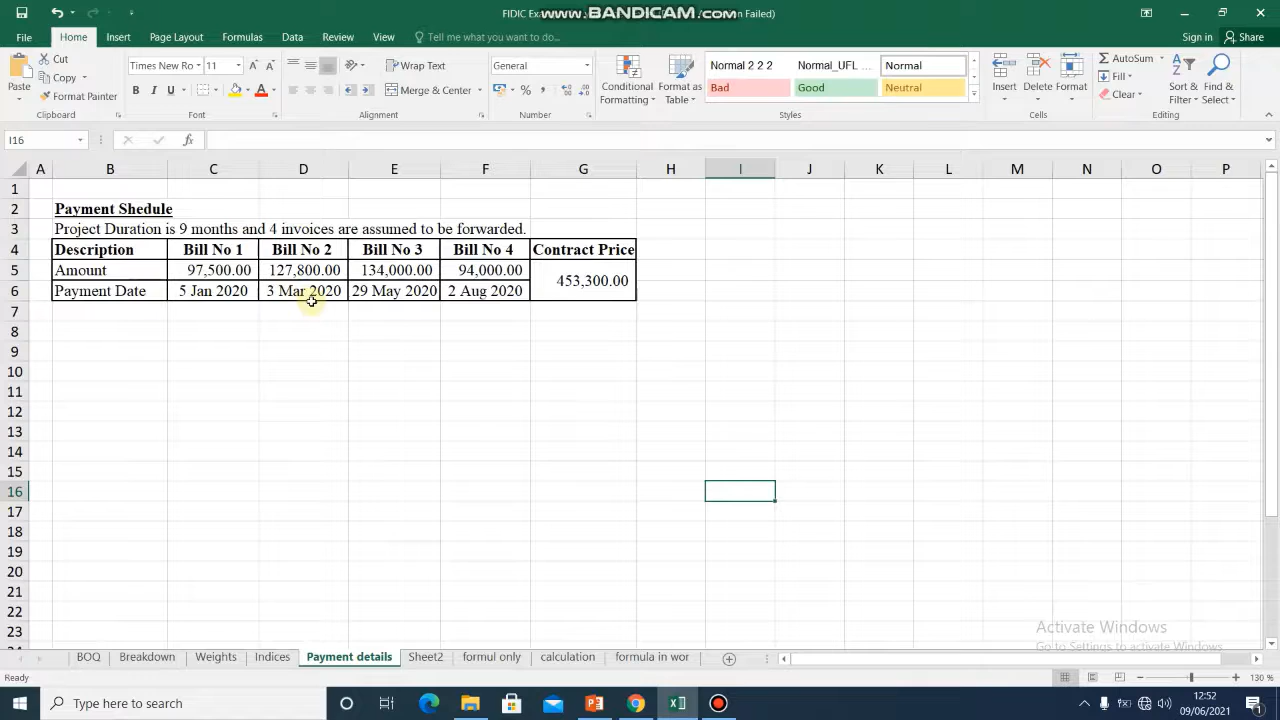 FIDIC Exa
www.BANDICAM.com
n Failed)
File
Home
Insert
Page Layout
Formulas
Data
Review
View
Tell me what you want to do...
Sign in
Share
Paste
Cut
Copy
Format Painter
Clipboard
Times New Ro
11
B I U
Font
Wrap Text
Merge & Center
Alignment
General
%
Number
Conditional Formatting
Format as Table
Normal 2 2 2
Normal_UFL ...
Normal
Bad
Good
Neutral
Styles
Insert
Delete
Format
Cells
AutoSum
Fill
Clear
Sort & Filter
Find & Select
Editing
I16
fx
A B C D E F G H I J K L M N O P
1
2 Payment Shedule
3 Project Duration is 9 months and 4 invoices are assumed to be forwarded.
4 Description Bill No 1 Bill No 2 Bill No 3 Bill No 4 Contract Price
5 Amount 97,500.00 127,800.00 134,000.00 94,000.00 453,300.00
6 Payment Date 5 Jan 2020 3 Mar 2020 29 May 2020 2 Aug 2020
7
8
9
10
11
12
13
14
15
16
17
18
19
20
21
22
23
Activate Windows
Go to Settings to activate Windows.
BOQ
Breakdown
Weights
Indices
Payment details
Sheet2
formul only
calculation
formula in wor
Ready
130 %
Type here to search
12:52
09/06/2021